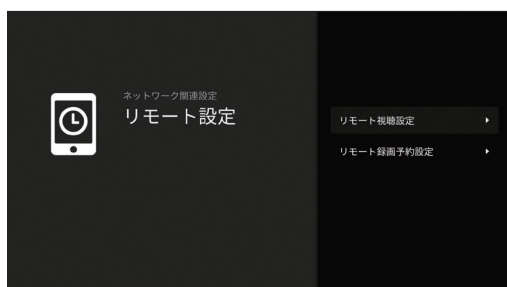 ネットワーク関連設定
リモート設定
リモート視聴設定
リモート録画予約設定